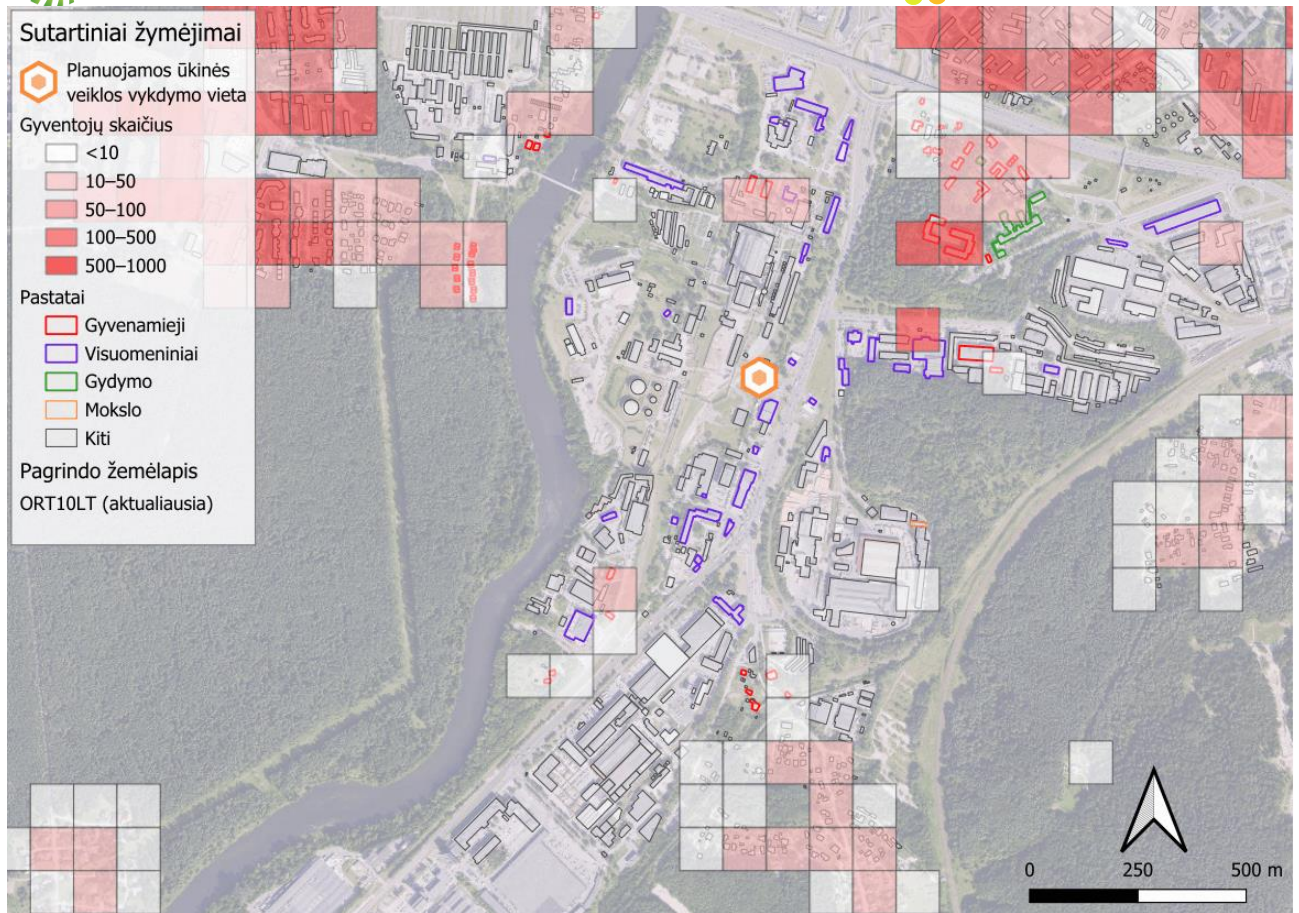 Sutartiniai žymėjimai
Planuojamos ūkinės
veiklos vykdymo vieta
Gyventojų skaičius
<10
10–50
50–100
100–500
500–1000
Pastatai
Gyvenamieji
Visuomeniniai
Gydymo
Mokslo
Kiti
Pagrindo žemėlapis
ORT10LT (aktualiausia)
0 250 500 m